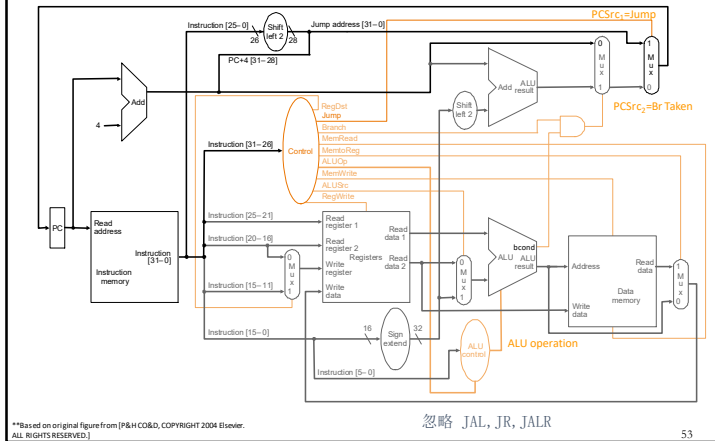 Instruction [25–0]
Shift
left 2
Jump address [31–0]
26
28
PC+4 [31–28]
PCSrc₁=Jump
Add
4
0
M
u
x
1
1
M
u
x
0
Add
ALU
result
Shift
left 2
PCSrc₂=Br Taken
RegDst
Jump
Branch
MemRead
MemtoReg
ALUOp
MemWrite
ALUSrc
RegWrite
Control
Instruction [31–26]
PC
Read
address
Instruction
[31–0]
Instruction
memory
Instruction [25–21]
Instruction [20–16]
Instruction [15–11]
0
M
u
x
1
Read
register 1
Read
register 2
Write
register
Write
data
Registers
Read
data 1
Read
data 2
0
M
u
x
1
bcond
ALU
ALU
result
Address
Read
data
Data
memory
Write
data
1
M
u
x
0
Instruction [15–0]
16
Sign
extend
32
Instruction [5–0]
ALU
control
ALU operation
忽略 JAL, JR, JALR
**Based on original figure from [P&H CO&D, COPYRIGHT 2004 Elsevier.
ALL RIGHTS RESERVED.]
53